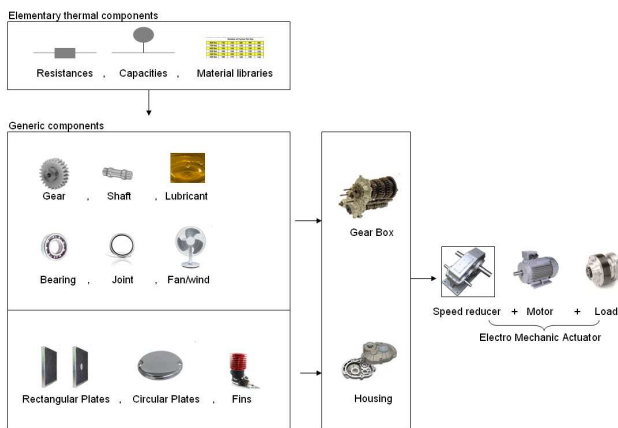 Elementary thermal components
Resistances , Capacities , Material libraries
Generic components
Gear , Shaft , Lubricant
Bearing , Joint , Fan/wind
Rectangular Plates , Circular Plates , Fins
Gear Box
Housing
Speed reducer + Motor + Load
Electro Mechanic Actuator